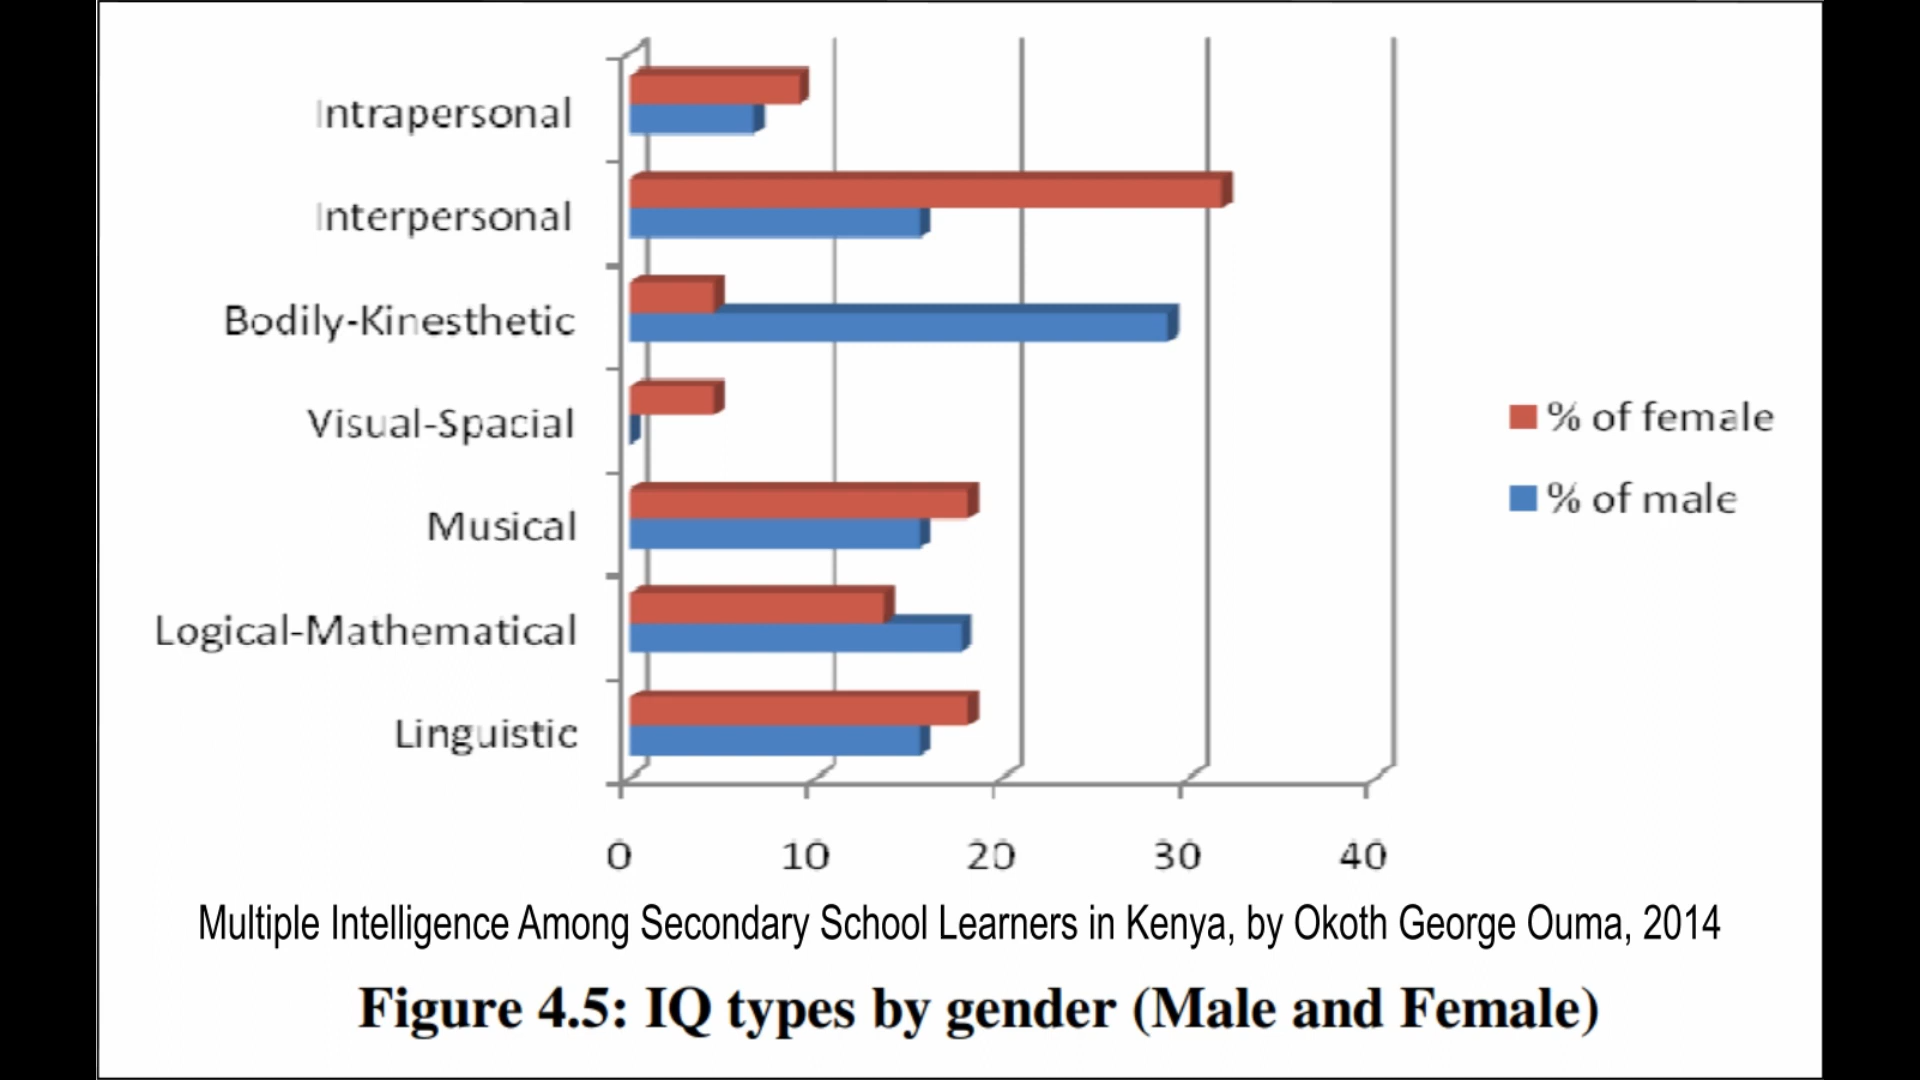 Intrapersonal
Interpersonal
Bodily-Kinesthetic
Visual-Spacial
% of female
% of male
Musical
Logical-Mathematical
Linguistic
0 10 20 30 40
Multiple Intelligence Among Secondary School Learners in Kenya, by Okoth George Ouma, 2014
Figure 4.5: IQ types by gender (Male and Female)